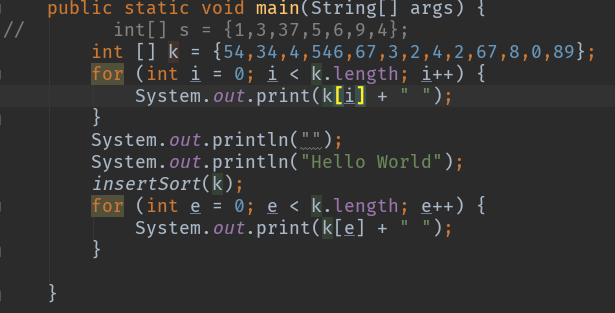 public static void main(String[] args) {
//        int[] s = {1,3,37,5,6,9,4};
int [] k = {54,34,4,546,67,3,2,4,2,67,8,0,89};
for (int i = 0; i < k.length; i++) {
System.out.print(k[i] + " ");
}
System.out.println("");
System.out.println("Hello World");
insertSort(k);
for (int e = 0; e < k.length; e++) {
System.out.print(k[e] + " ");
}
}